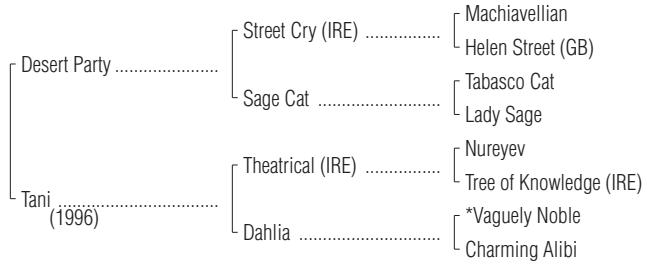 Machiavellian
Street Cry (IRE) ................
Helen Street (GB)
Desert Party ......................
Tabasco Cat
Sage Cat ..........................
Lady Sage
Nureyev
Theatrical (IRE) ................
Tree of Knowledge (IRE)
Tani ................................
(1996)
*Vaguely Noble
Dahlia ..............................
Charming Alibi